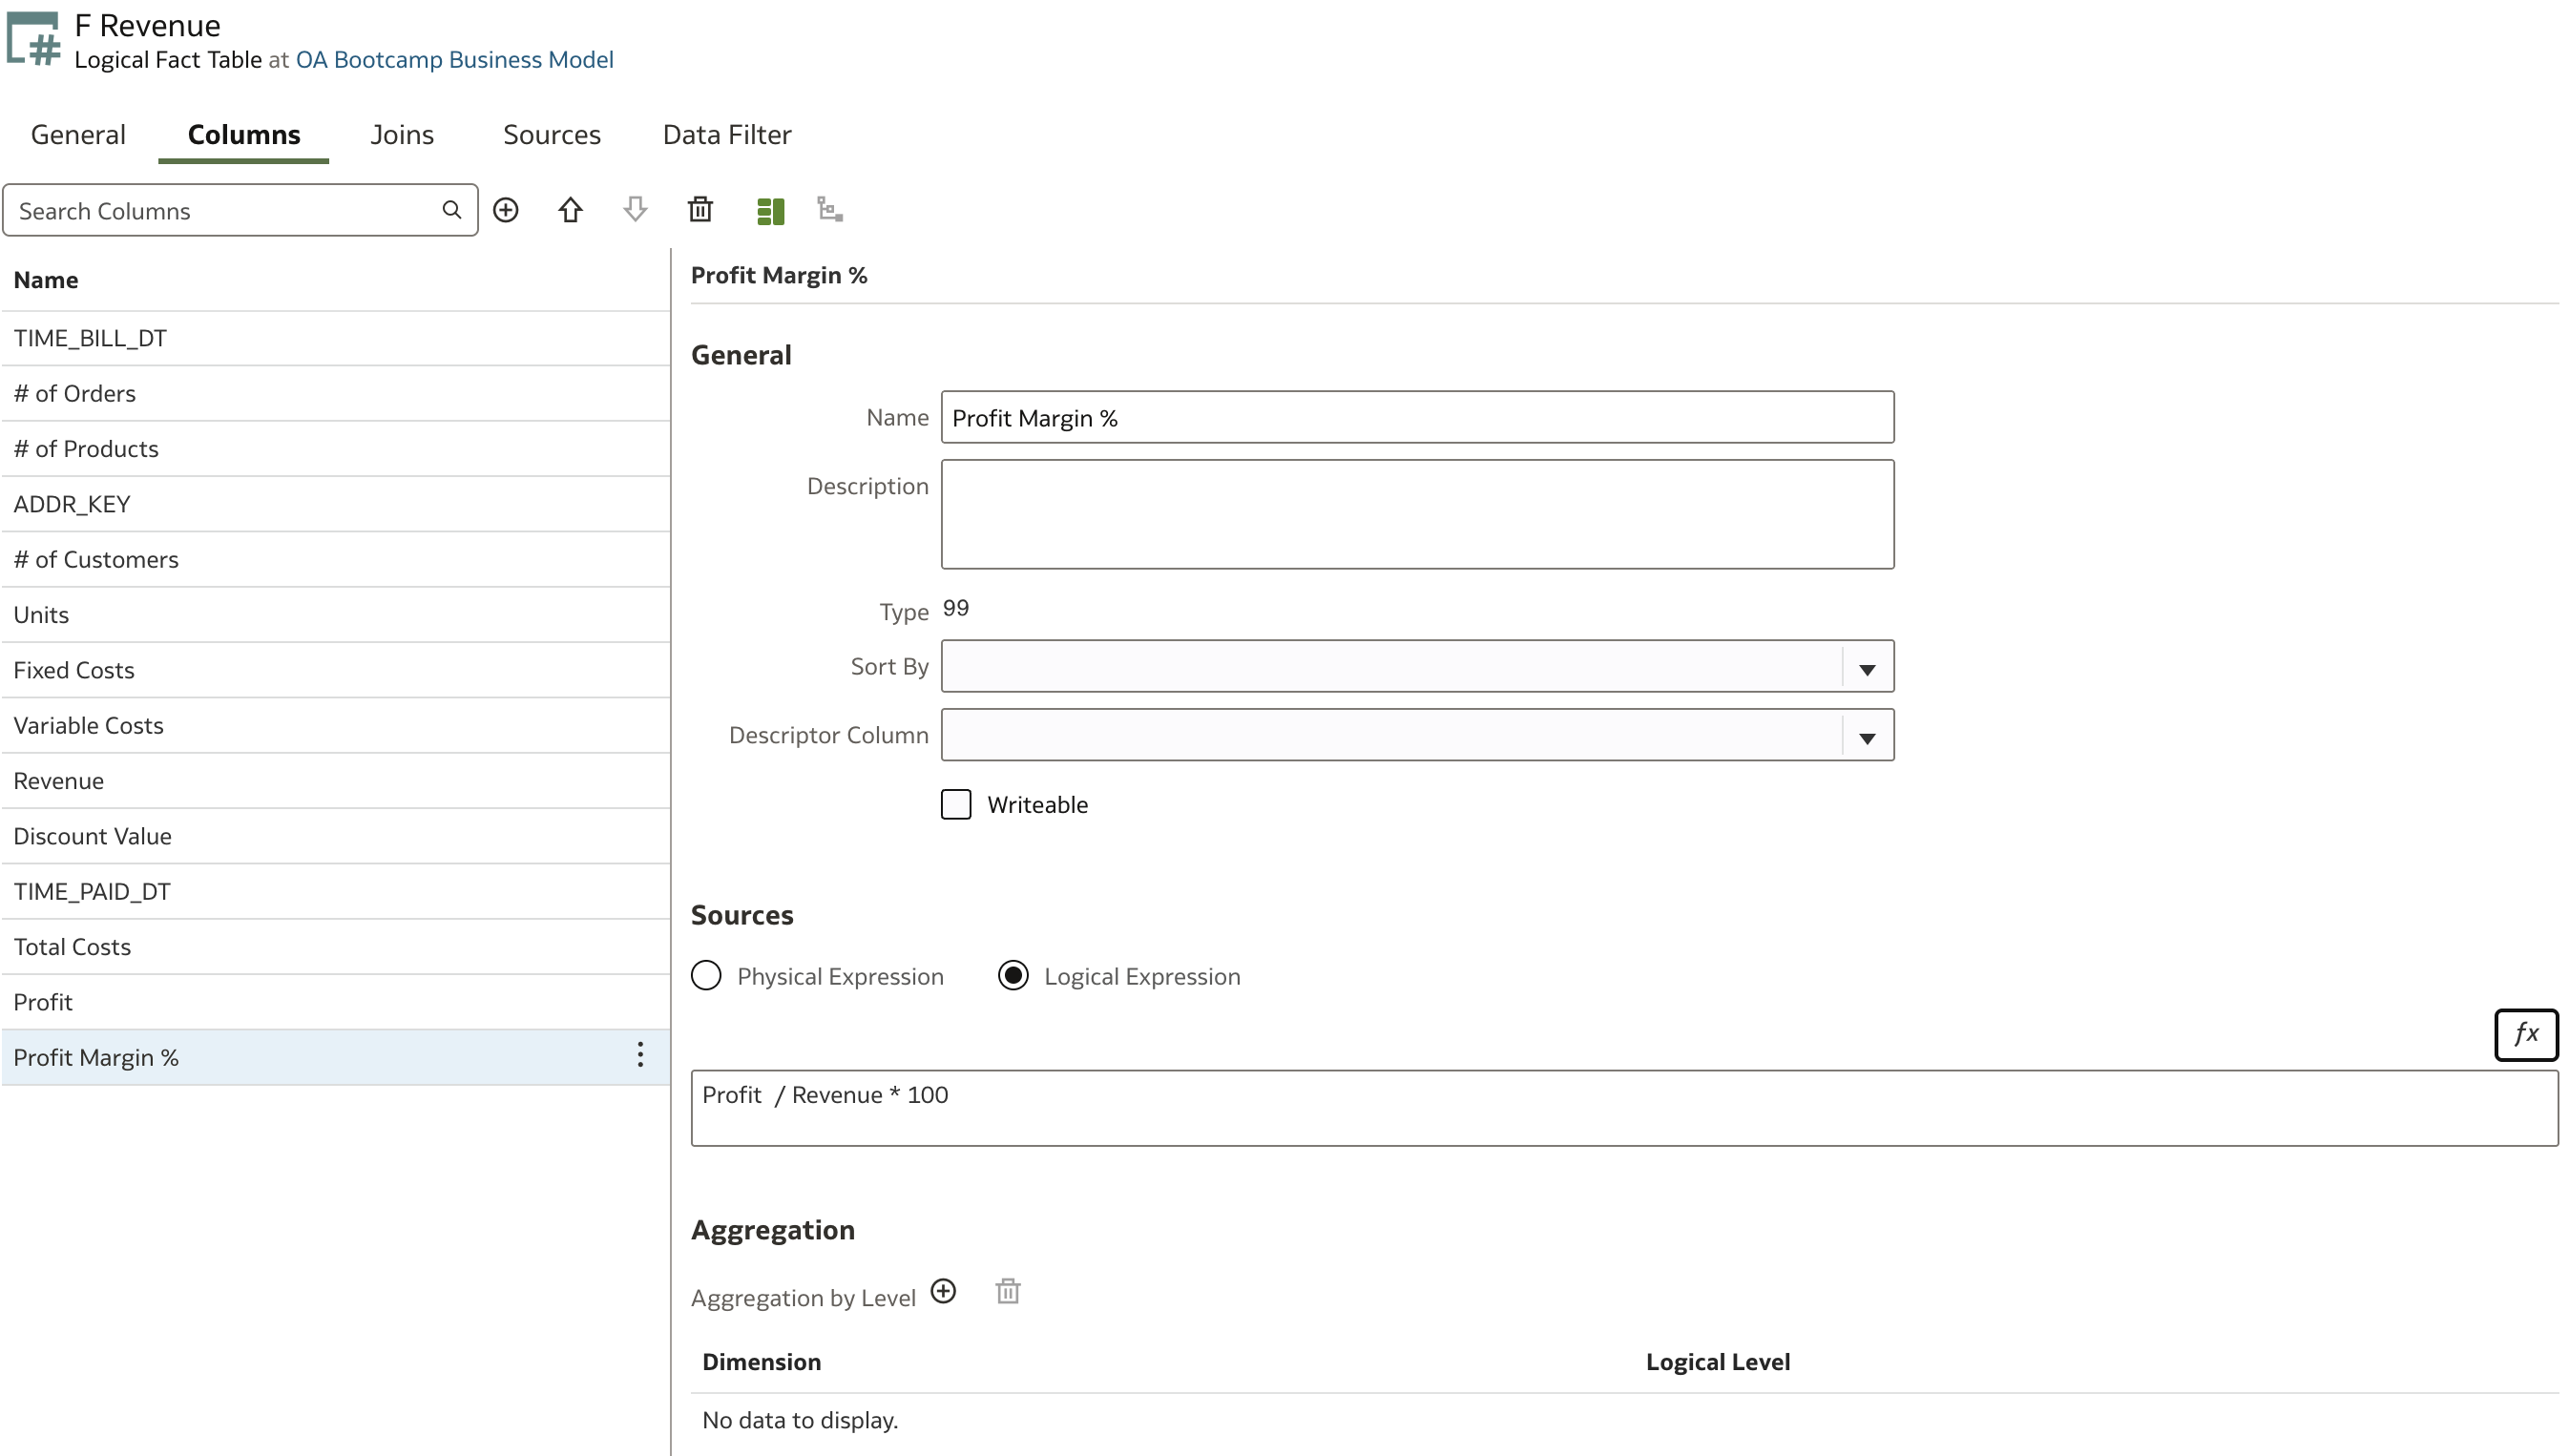 F Revenue
Logical Fact Table at OA Bootcamp Business Model
General Columns Joins Sources Data Filter
Search Columns
Name
TIME_BILL_DT
# of Orders
# of Products
ADDR_KEY
# of Customers
Units
Fixed Costs
Variable Costs
Revenue
Discount Value
TIME_PAID_DT
Total Costs
Profit
Profit Margin %
Profit Margin %
General
Name Profit Margin %
Description
Type 99
Sort By
Descriptor Column
Writeable
Sources
Physical Expression Logical Expression
fx
Profit / Revenue * 100
Aggregation
Aggregation by Level
Dimension Logical Level
No data to display.